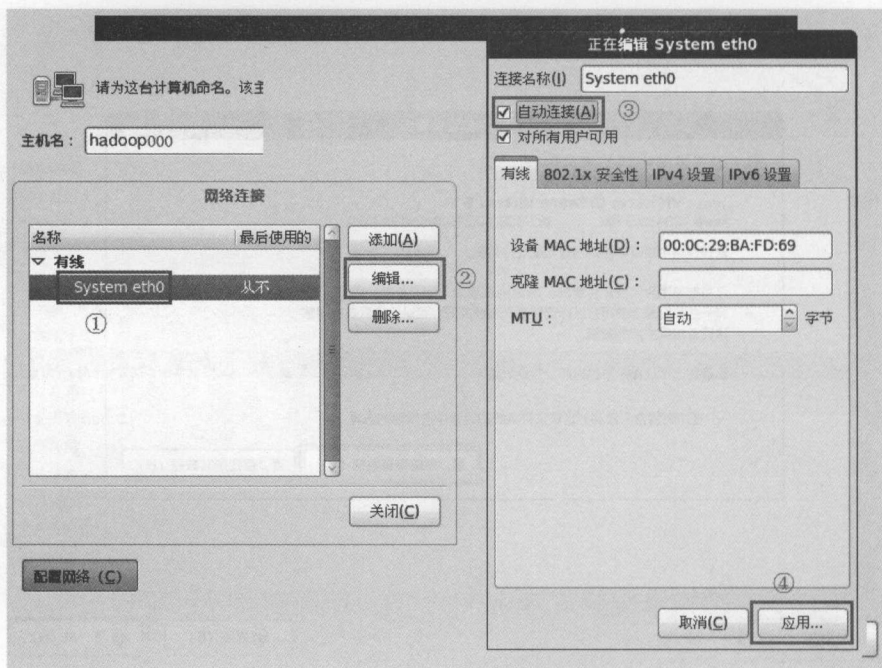 请为这台计算机命名。该主
主机名： hadoop000
网络连接
名称 最后使用的
有线
System eth0 从不
①
添加(A)
编辑... ②
删除...
关闭(C)
配置网络 (C)
正在编辑 System eth0
连接名称(I) System eth0
自动连接(A) ③
对所有用户可用
有线 802.1x 安全性 IPv4 设置 IPv6 设置
设备 MAC 地址(D)： 00:0C:29:BA:FD:69
克隆 MAC 地址(C)：
MTU： 自动 字节
④
取消(C) 应用...